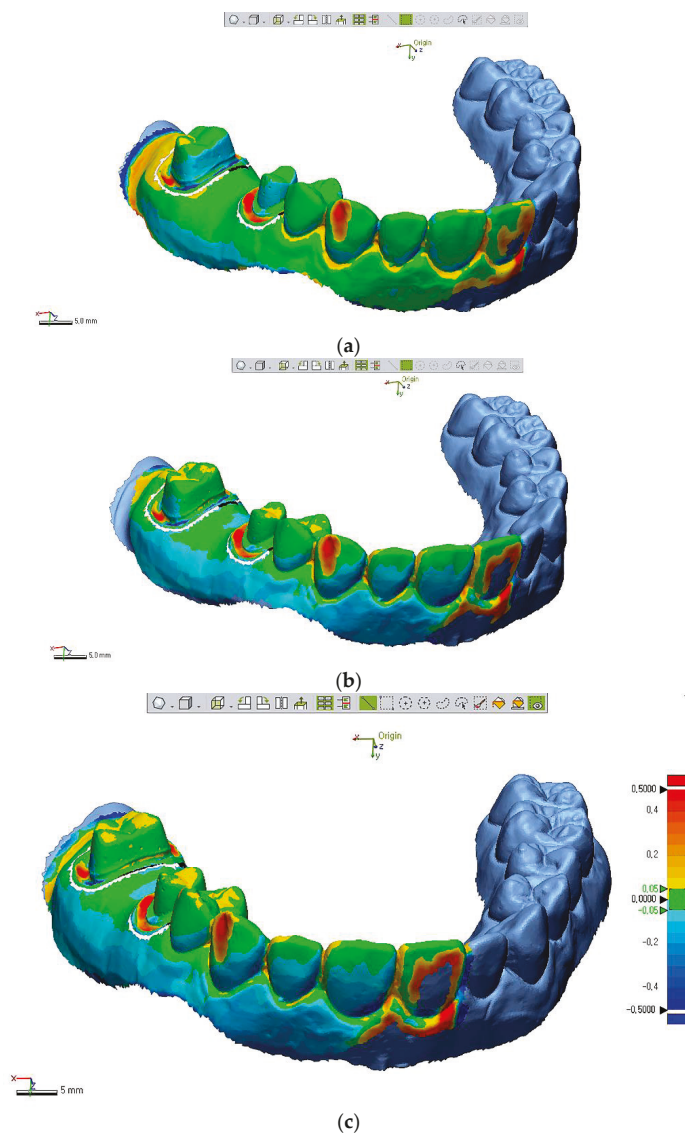 x Origin
z
y
x z
5.0 mm
(a)
x Origin
z
y
x z
5.0 mm
(b)
x Origin
z
y
0,5000
0,4
0,2
0,05
0,0000
-0,05
-0,2
-0,4
-0,5000
x
z
5 mm
(c)